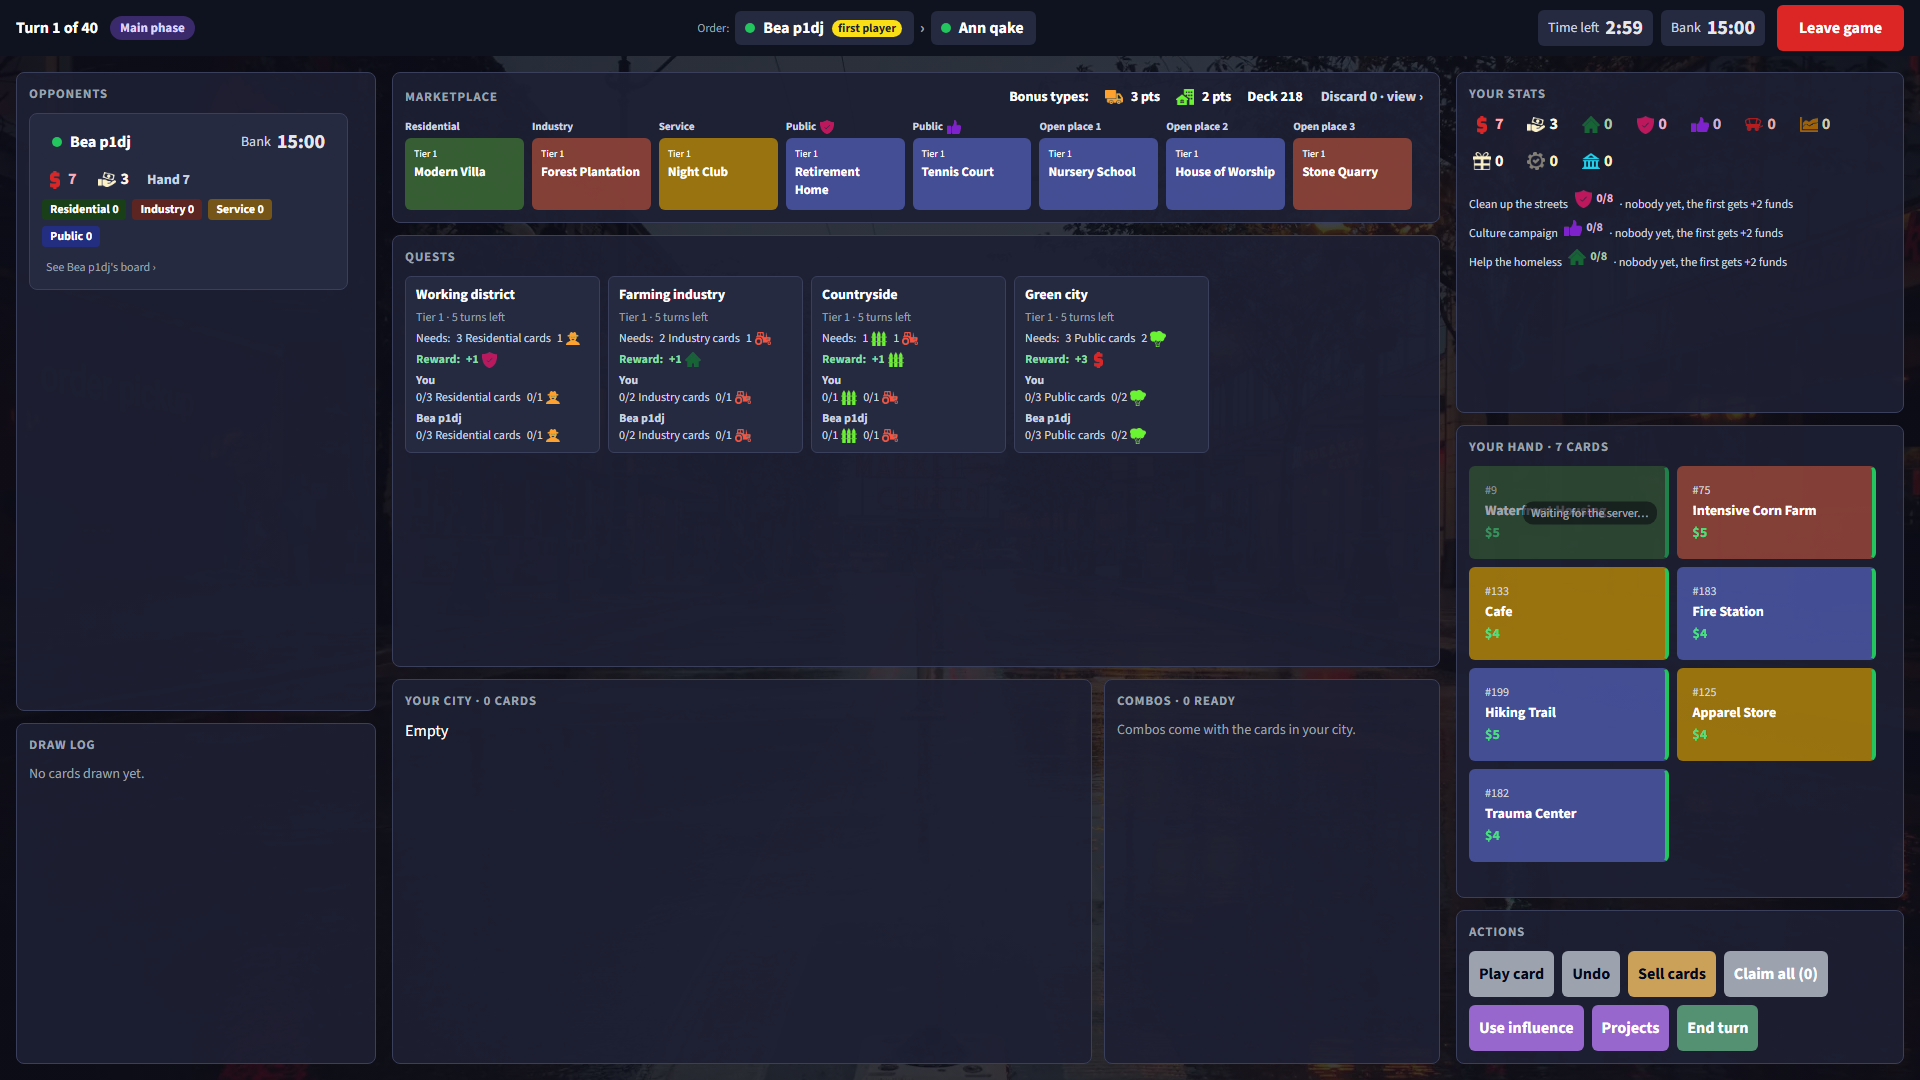 Turn 1 of 40
Main phase
Order:
Bea p1dj
first player
›
Ann qake
Time left 2:59
Bank 15:00
Leave game
OPPONENTS
Bea p1dj
Bank 15:00
7
3
Hand 7
Residential 0
Industry 0
Service 0
Public 0
See Bea p1dj's board ›
DRAW LOG
No cards drawn yet.
MARKETPLACE
Bonus types:
3 pts
2 pts
Deck 218
Discard 0 · view ›
Residential
Tier 1
Modern Villa
Industry
Tier 1
Forest Plantation
Service
Tier 1
Night Club
Public
Tier 1
Retirement
Home
Public
Tier 1
Tennis Court
Open place 1
Tier 1
Nursery School
Open place 2
Tier 1
House of Worship
Open place 3
Tier 1
Stone Quarry
QUESTS
Working district
Tier 1 · 5 turns left
Needs: 3 Residential cards 1
Reward: +1
You
0/3 Residential cards 0/1
Bea p1dj
0/3 Residential cards 0/1
Farming industry
Tier 1 · 5 turns left
Needs: 2 Industry cards 1
Reward: +1
You
0/2 Industry cards 0/1
Bea p1dj
0/2 Industry cards 0/1
Countryside
Tier 1 · 5 turns left
Needs: 1 1
Reward: +1
You
0/1 0/1
Bea p1dj
0/1 0/1
Green city
Tier 1 · 5 turns left
Needs: 3 Public cards 2
Reward: +3
You
0/3 Public cards 0/2
Bea p1dj
0/3 Public cards 0/2
YOUR CITY · 0 CARDS
Empty
COMBOS · 0 READY
Combos come with the cards in your city.
YOUR STATS
7
3
0
0
0
0
0
0
0
0
Clean up the streets 0/8 · nobody yet, the first gets +2 funds
Culture campaign 0/8 · nobody yet, the first gets +2 funds
Help the homeless 0/8 · nobody yet, the first gets +2 funds
YOUR HAND · 7 CARDS
#9
Waiting for the server…
$5
#75
Intensive Corn Farm
$5
#133
Cafe
$4
#183
Fire Station
$4
#199
Hiking Trail
$5
#125
Apparel Store
$4
#182
Trauma Center
$4
ACTIONS
Play card
Undo
Sell cards
Claim all (0)
Use influence
Projects
End turn